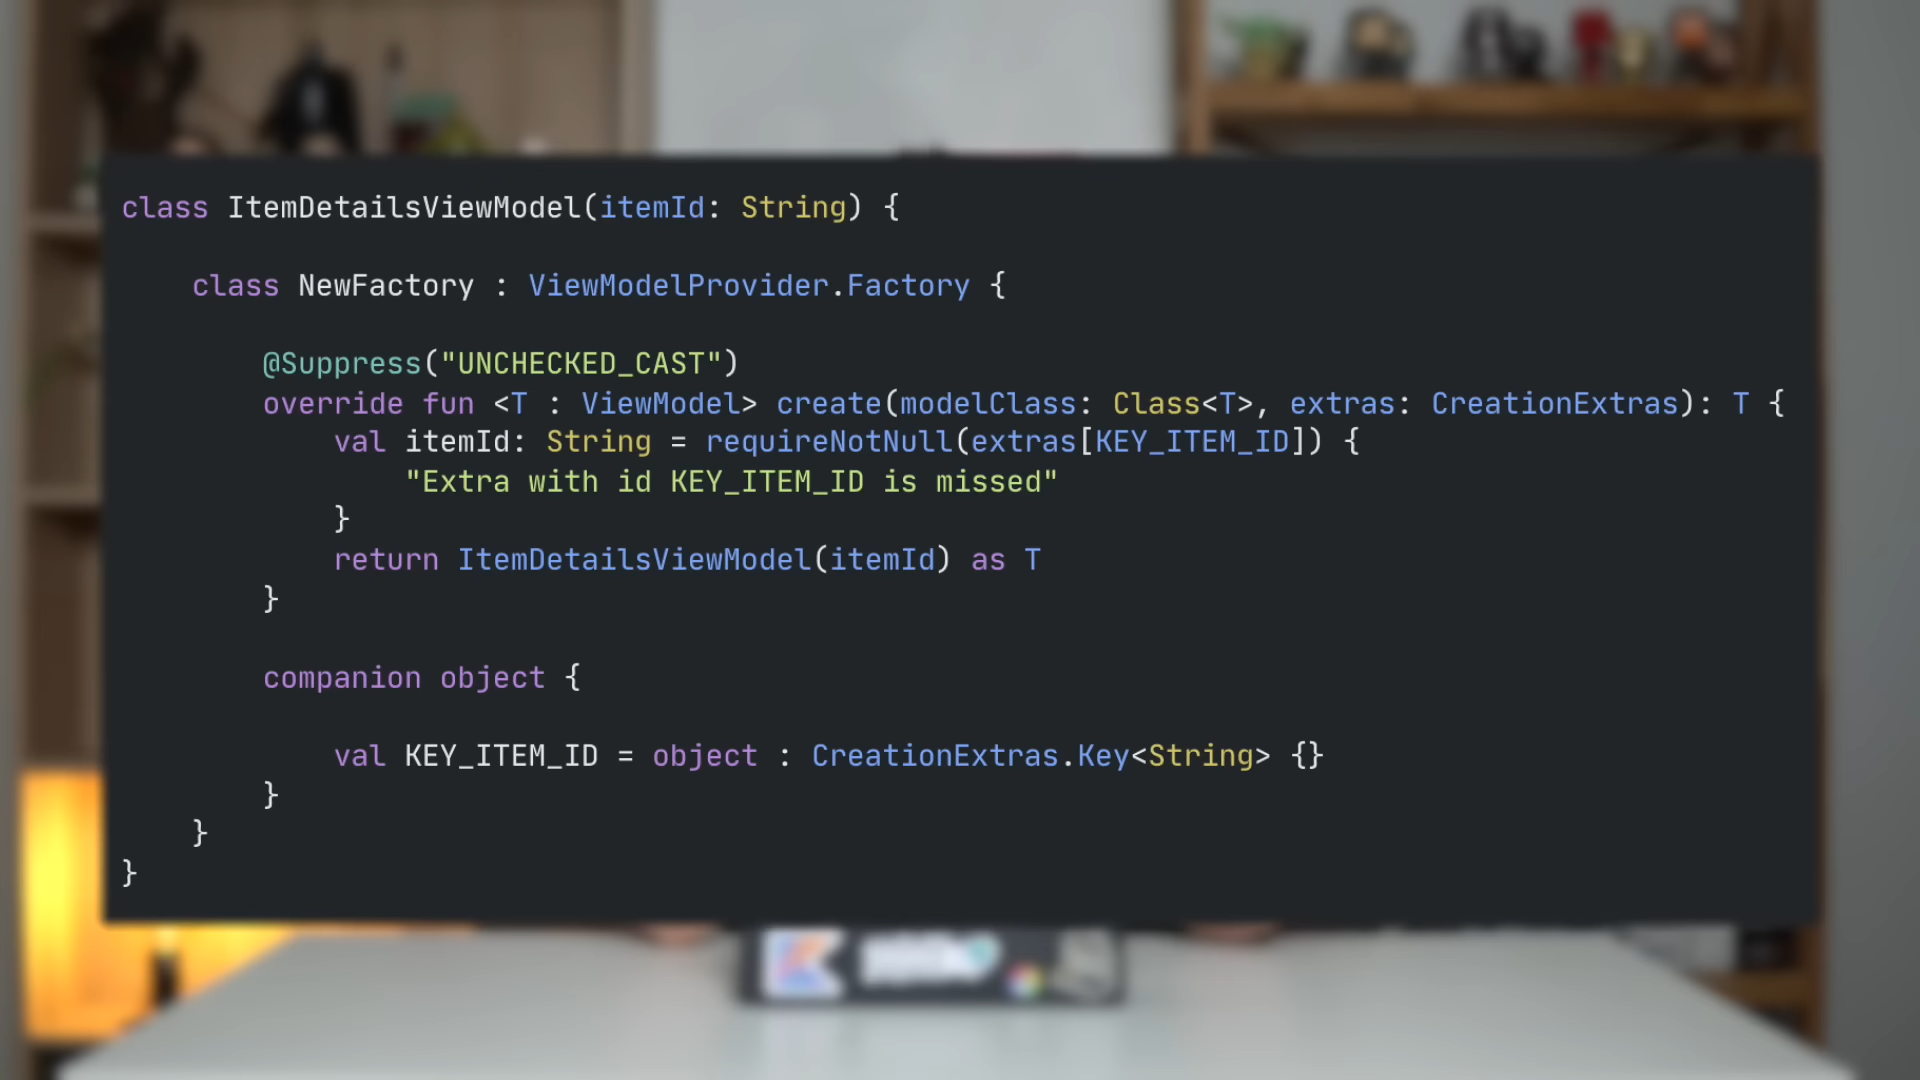 class ItemDetailsViewModel(itemId: String) {
class NewFactory : ViewModelProvider.Factory {
@Suppress("UNCHECKED_CAST")
override fun <T : ViewModel> create(modelClass: Class<T>, extras: CreationExtras): T {
val itemId: String = requireNotNull(extras[KEY_ITEM_ID]) {
"Extra with id KEY_ITEM_ID is missed"
}
return ItemDetailsViewModel(itemId) as T
}
companion object {
val KEY_ITEM_ID = object : CreationExtras.Key<String> {}
}
}
}